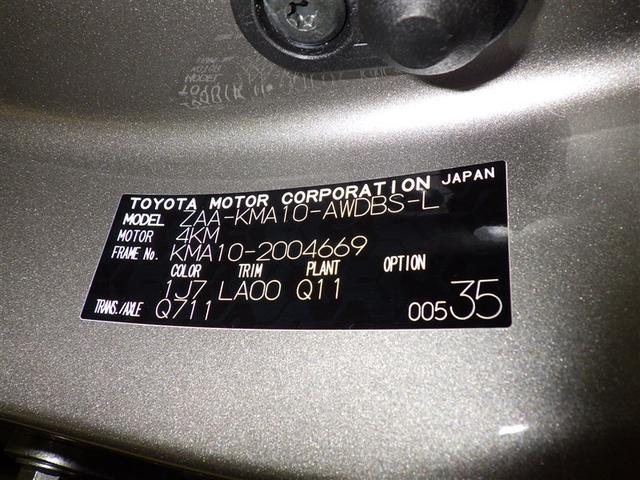 TOYOTA MOTOR CORPORATION JAPAN
MODEL ZAA-KMA10-AWDBS-L
MOTOR 4KM
FRAME No. KMA10-2004669
COLOR TRIM PLANT OPTION
1J7 LA00 Q11
TRANS./AXLE Q711 00535